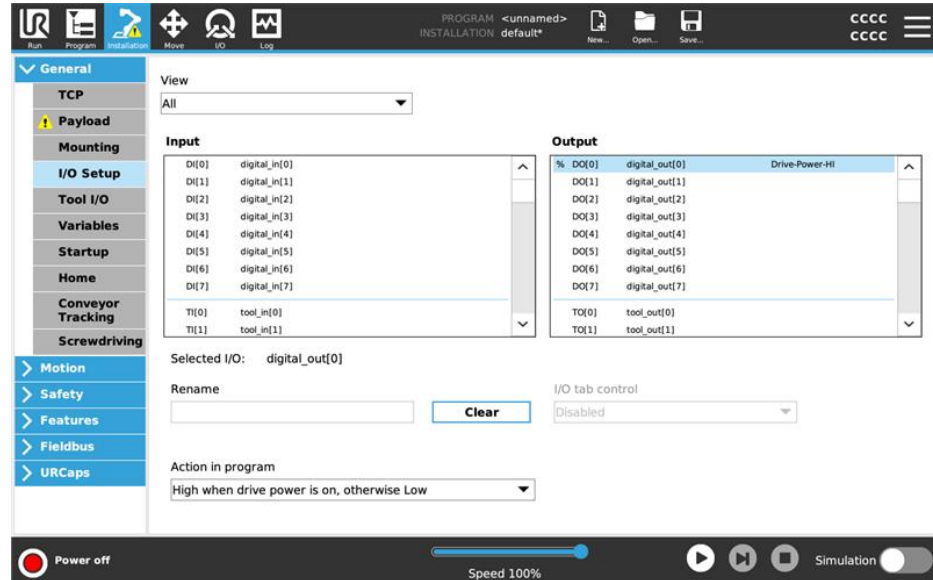 UR
Run
Program
Installation
Move
I/O
Log
PROGRAM <unnamed>
INSTALLATION default*
New...
Open...
Save...
cccc
cccc
General
TCP
Payload
Mounting
I/O Setup
Tool I/O
Variables
Startup
Home
Conveyor
Tracking
Screwdriving
Motion
Safety
Features
Fieldbus
URCaps
View
All
Input
DI[0] digital_in[0]
DI[1] digital_in[1]
DI[2] digital_in[2]
DI[3] digital_in[3]
DI[4] digital_in[4]
DI[5] digital_in[5]
DI[6] digital_in[6]
DI[7] digital_in[7]
TI[0] tool_in[0]
TI[1] tool_in[1]
Output
% DO[0] digital_out[0] Drive-Power-HI
DO[1] digital_out[1]
DO[2] digital_out[2]
DO[3] digital_out[3]
DO[4] digital_out[4]
DO[5] digital_out[5]
DO[6] digital_out[6]
DO[7] digital_out[7]
TO[0] tool_out[0]
TO[1] tool_out[1]
Selected I/O: digital_out[0]
Rename
Clear
I/O tab control
Disabled
Action in program
High when drive power is on, otherwise Low
Power off
Speed 100%
Simulation